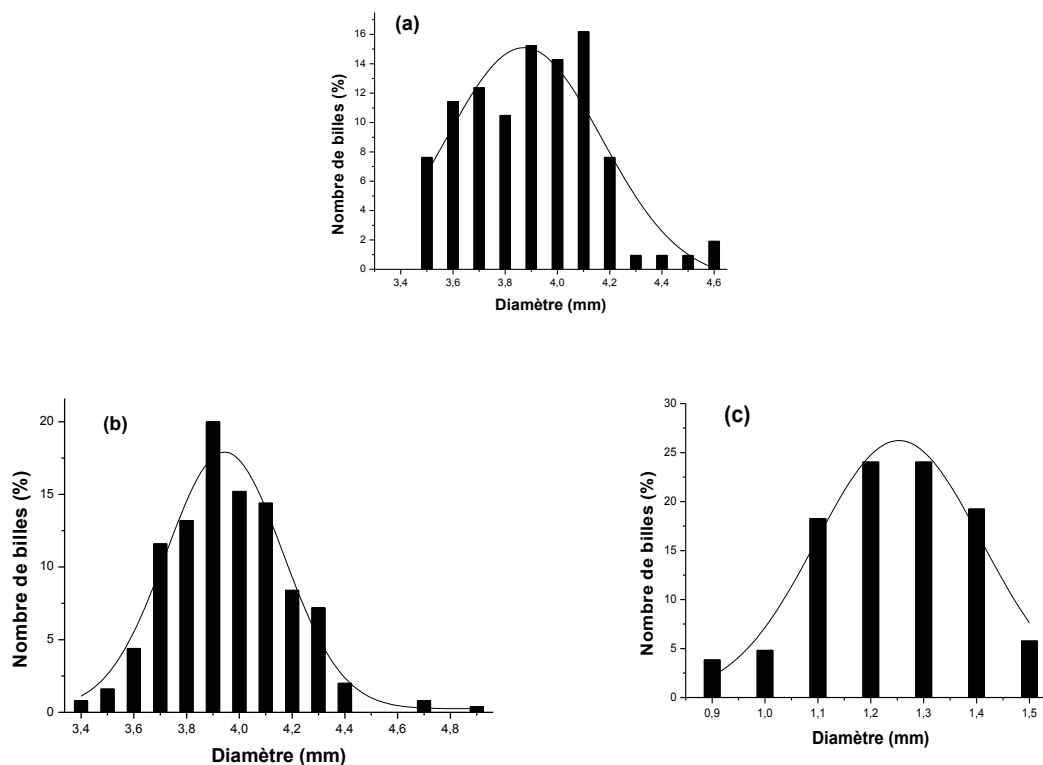 (a)
Nombre de billes (%)
16
14
12
10
8
6
4
2
0
3,4 3,6 3,8 4,0 4,2 4,4 4,6
Diamètre (mm)
(b)
Nombre de billes (%)
20
15
10
5
0
3,4 3,6 3,8 4,0 4,2 4,4 4,6 4,8
Diamètre (mm)
(c)
Nombre de billes (%)
30
25
20
15
10
5
0
0,9 1,0 1,1 1,2 1,3 1,4 1,5
Diamètre (mm)